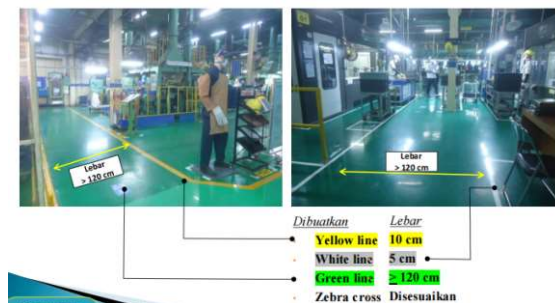 Lebar
> 120 cm
Lebar
> 120 cm
Dibuatkan Lebar
Yellow line 10 cm
White line 5 cm
Green line ≥ 120 cm
Zebra cross Disesuaikan